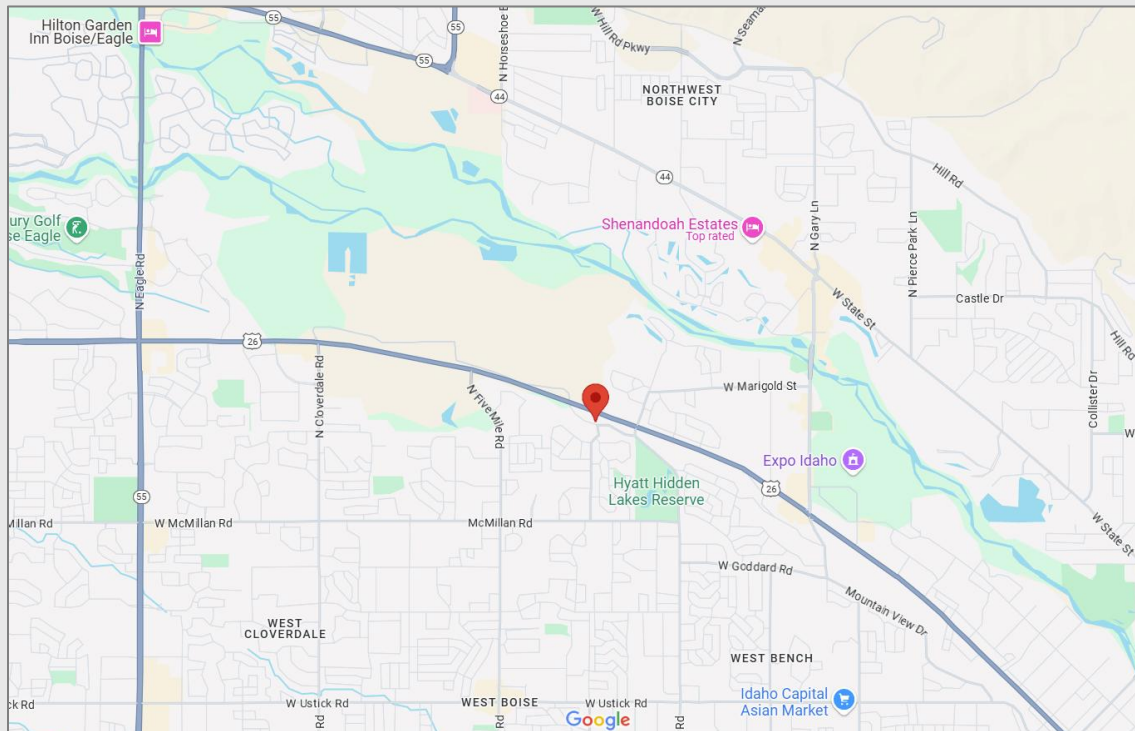 55
55
Hilton Garden
Inn Boise/Eagle
55
N Horseshoe B
44
W Hill Rd Pkwy
N Seama
NORTHWEST
BOISE CITY
44
Hill Rd
ury Golf
se Eagle
Shenandoah Estates
Top rated
N Gary Ln
N Pierce Park Ln
N Eagle Rd
W State St
Castle Dr
Hill Rd
26
N Cloverdale Rd
N Five Mile Rd
W Marigold St
Collister Dr
W
Expo Idaho
Hyatt Hidden
Lakes Reserve
26
55
Millan Rd
W McMillan Rd
McMillan Rd
W State St
W Goddard Rd
Mountain View Dr
WEST
CLOVERDALE
WEST BENCH
Idaho Capital
Asian Market
ck Rd
W Ustick Rd
WEST BOISE
W Ustick Rd
Rd
Rd
Rd
Google